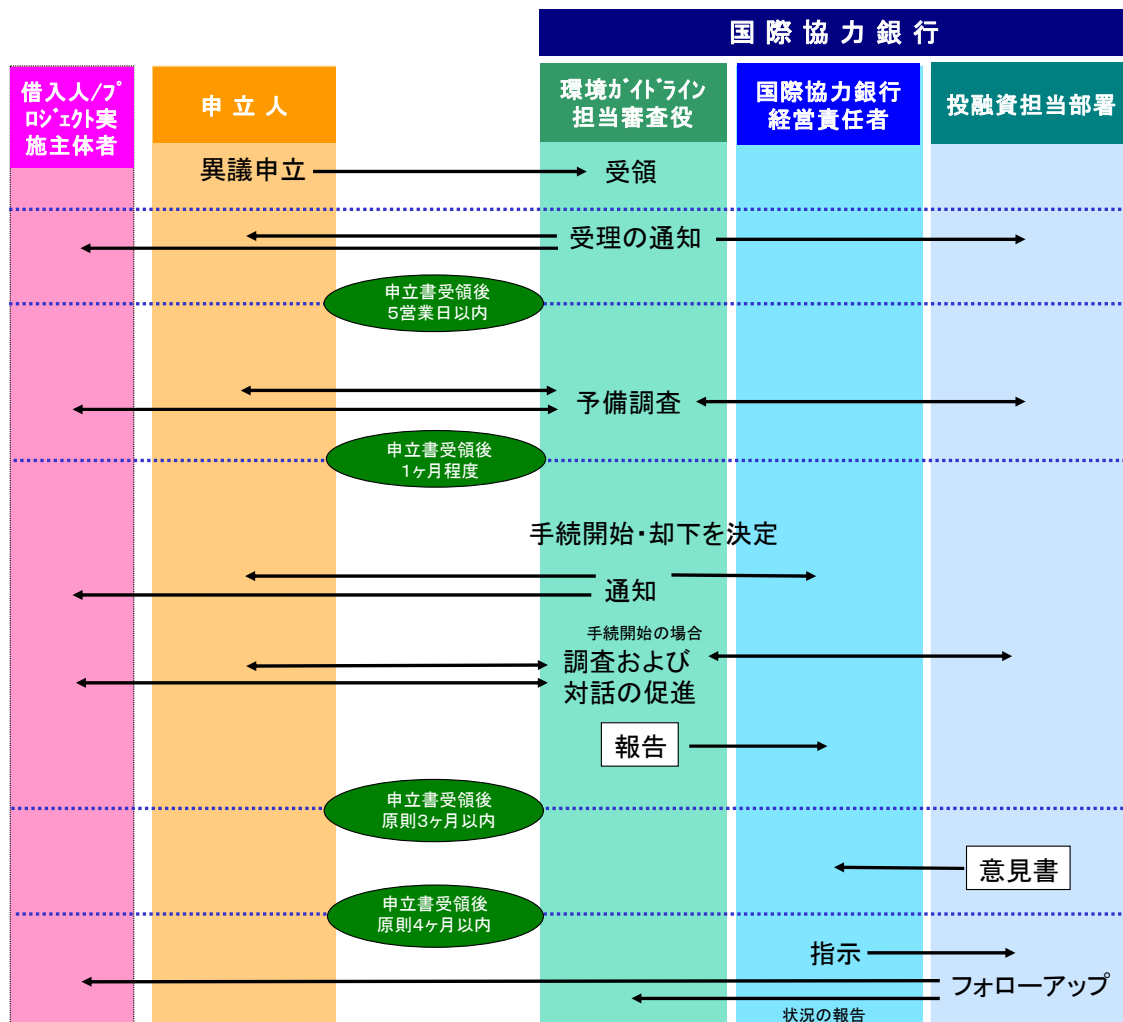 国際協力銀行
借入人/プ
ロジェクト実
施主体者
申立人
環境ガイドライン
担当審査役
国際協力銀行
経営責任者
投融資担当部署
異議申立
受領
受理の通知
申立書受領後
5営業日以内
予備調査
申立書受領後
1ヶ月程度
手続開始・却下を決定
通知
手続開始の場合
調査および
対話の促進
報告
申立書受領後
原則3ヶ月以内
意見書
申立書受領後
原則4ヶ月以内
指示
フォローアップ
状況の報告